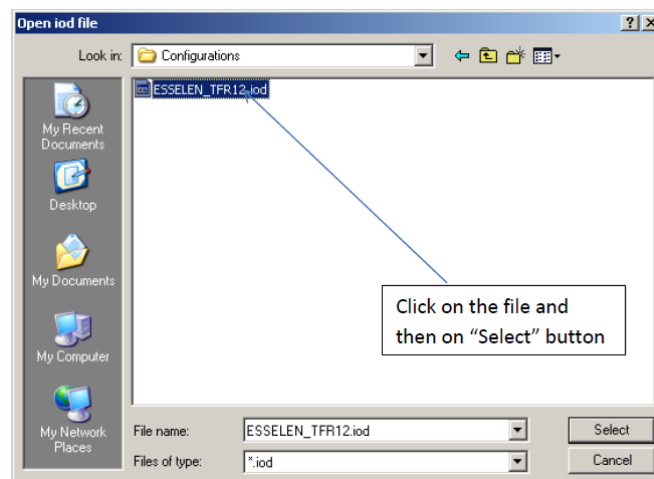 Open iod file
Look in:
Configurations
ESSELEN_TFR12.iod
My Recent
Documents
Desktop
My Documents
My Computer
My Network
Places
Click on the file and
then on “Select” button
File name:
ESSELEN_TFR12.iod
Select
Files of type:
*.iod
Cancel